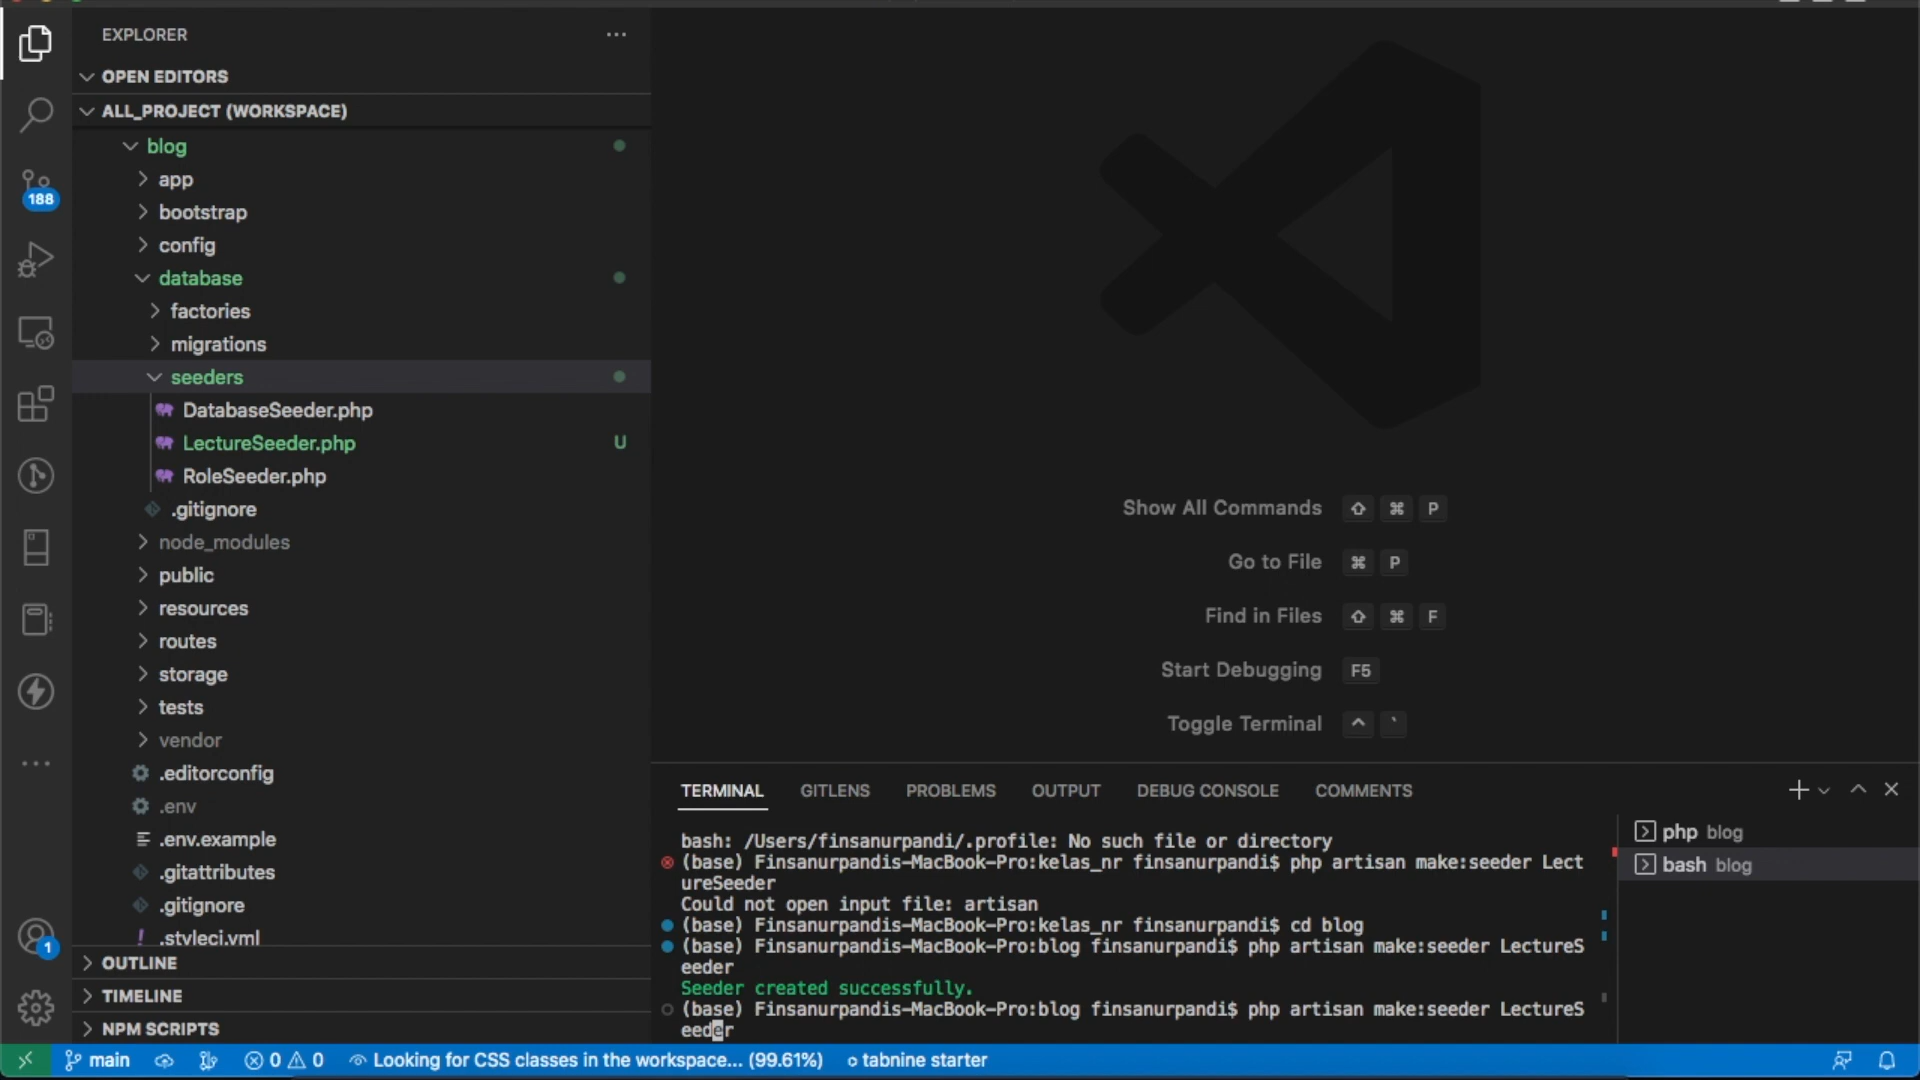 EXPLORER
OPEN EDITORS
ALL_PROJECT (WORKSPACE)
blog
app
bootstrap
config
database
factories
migrations
seeders
DatabaseSeeder.php
LectureSeeder.php U
RoleSeeder.php
.gitignore
node_modules
public
resources
routes
storage
tests
vendor
.editorconfig
.env
.env.example
.gitattributes
.gitignore
.styleci.yml
OUTLINE
TIMELINE
NPM SCRIPTS
188
1
Show All Commands ⇧ ⌘ P
Go to File ⌘ P
Find in Files ⇧ ⌘ F
Start Debugging F5
Toggle Terminal ^ `
TERMINAL GITLENS PROBLEMS OUTPUT DEBUG CONSOLE COMMENTS
bash: /Users/finsanurpandi/.profile: No such file or directory
(base) Finsanurpandis-MacBook-Pro:kelas_nr finsanurpandi$ php artisan make:seeder Lect
ureSeeder
Could not open input file: artisan
(base) Finsanurpandis-MacBook-Pro:kelas_nr finsanurpandi$ cd blog
(base) Finsanurpandis-MacBook-Pro:blog finsanurpandi$ php artisan make:seeder LectureS
eeder
Seeder created successfully.
(base) Finsanurpandis-MacBook-Pro:blog finsanurpandi$ php artisan make:seeder LectureS
eeder
php blog
bash blog
main 0 0 Looking for CSS classes in the workspace... (99.61%) tabnine starter